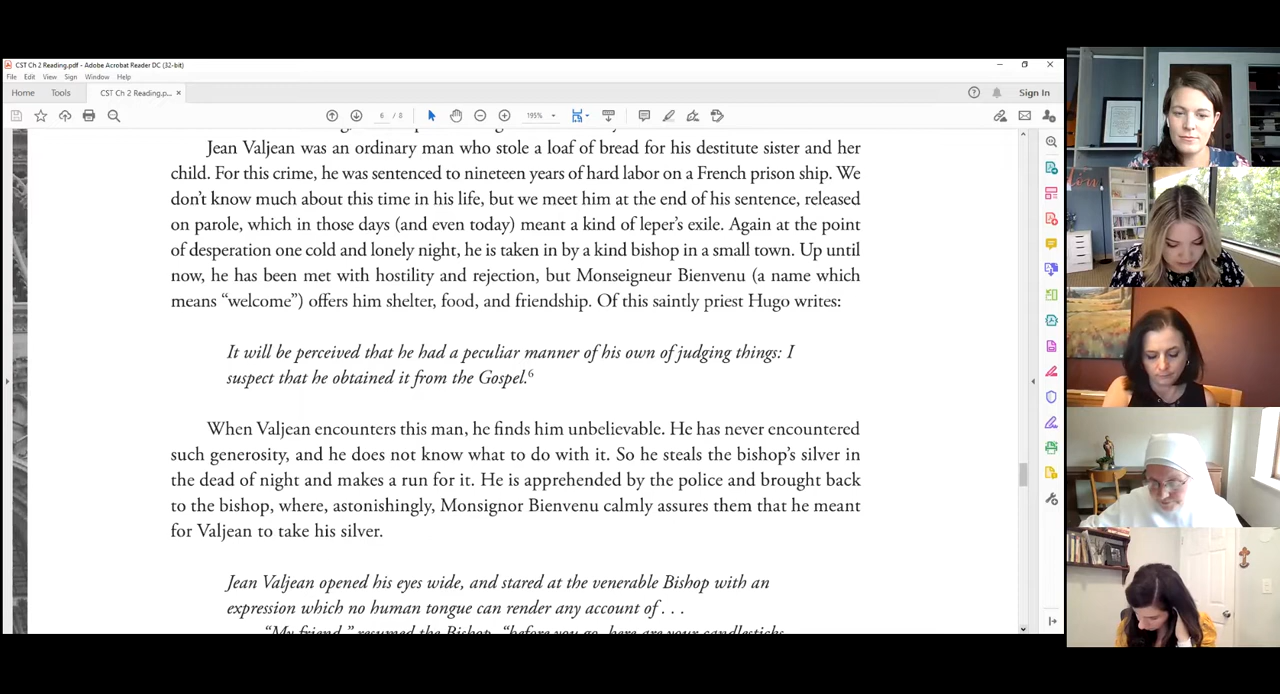 CST Ch 2 Reading.pdf - Adobe Acrobat Reader DC (32-bit)
File Edit View Sign Window Help
Home Tools CST Ch 2 Reading.p... × Sign In
6 / 8 195%
Jean Valjean was an ordinary man who stole a loaf of bread for his destitute sister and her
child. For this crime, he was sentenced to nineteen years of hard labor on a French prison ship. We
don't know much about this time in his life, but we meet him at the end of his sentence, released
on parole, which in those days (and even today) meant a kind of leper's exile. Again at the point
of desperation one cold and lonely night, he is taken in by a kind bishop in a small town. Up until
now, he has been met with hostility and rejection, but Monseigneur Bienvenu (a name which
means “welcome”) offers him shelter, food, and friendship. Of this saintly priest Hugo writes:
It will be perceived that he had a peculiar manner of his own of judging things: I
suspect that he obtained it from the Gospel.6
When Valjean encounters this man, he finds him unbelievable. He has never encountered
such generosity, and he does not know what to do with it. So he steals the bishop's silver in
the dead of night and makes a run for it. He is apprehended by the police and brought back
to the bishop, where, astonishingly, Monsignor Bienvenu calmly assures them that he meant
for Valjean to take his silver.
Jean Valjean opened his eyes wide, and stared at the venerable Bishop with an
expression which no human tongue can render any account of . . .
“My friend,” resumed the Bishop, “before you go, here are your candlesticks